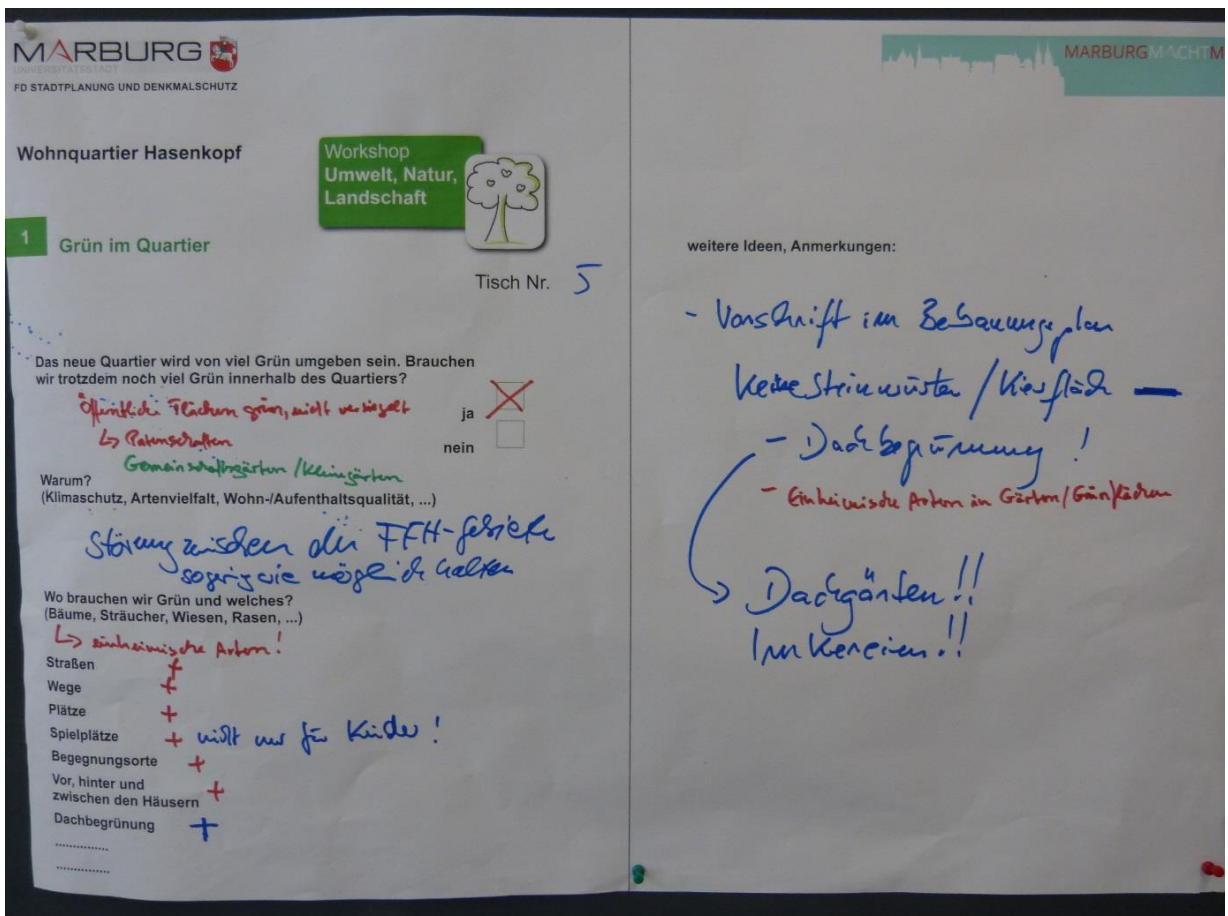 MARBURG
UNIVERSITÄTSSTADT
FD STADTPLANUNG UND DENKMALSCHUTZ
MARBURGMACHTM
Wohnquartier Hasenkopf
Workshop
Umwelt, Natur,
Landschaft
1 Grün im Quartier
Tisch Nr. 5
Das neue Quartier wird von viel Grün umgeben sein. Brauchen
wir trotzdem noch viel Grün innerhalb des Quartiers?
Öffentliche Flächen grün, nicht versiegelt
ja
↳ Patenschaften
nein
Gemeinschaftsgärten / Kleingärten
Warum?
(Klimaschutz, Artenvielfalt, Wohn-/Aufenthaltsqualität, ...)
Störung zwischen den FFH-Gebiete
so gering wie möglich halten
Wo brauchen wir Grün und welches?
(Bäume, Sträucher, Wiesen, Rasen, ...)
↳ einheimische Arten!
Straßen +
Wege +
Plätze +
Spielplätze + nicht nur für Kinder!
Begegnungsorte +
Vor, hinter und
zwischen den Häusern +
Dachbegrünung +
...............
...............
weitere Ideen, Anmerkungen:
- Vorschrift im Bebauungsplan
keine Steinwüsten / Kiesfläch
- Dachbegrünung!
- Einheimische Arten in Gärten/Grünflächen
Dachgärten!!
Imkereien!!